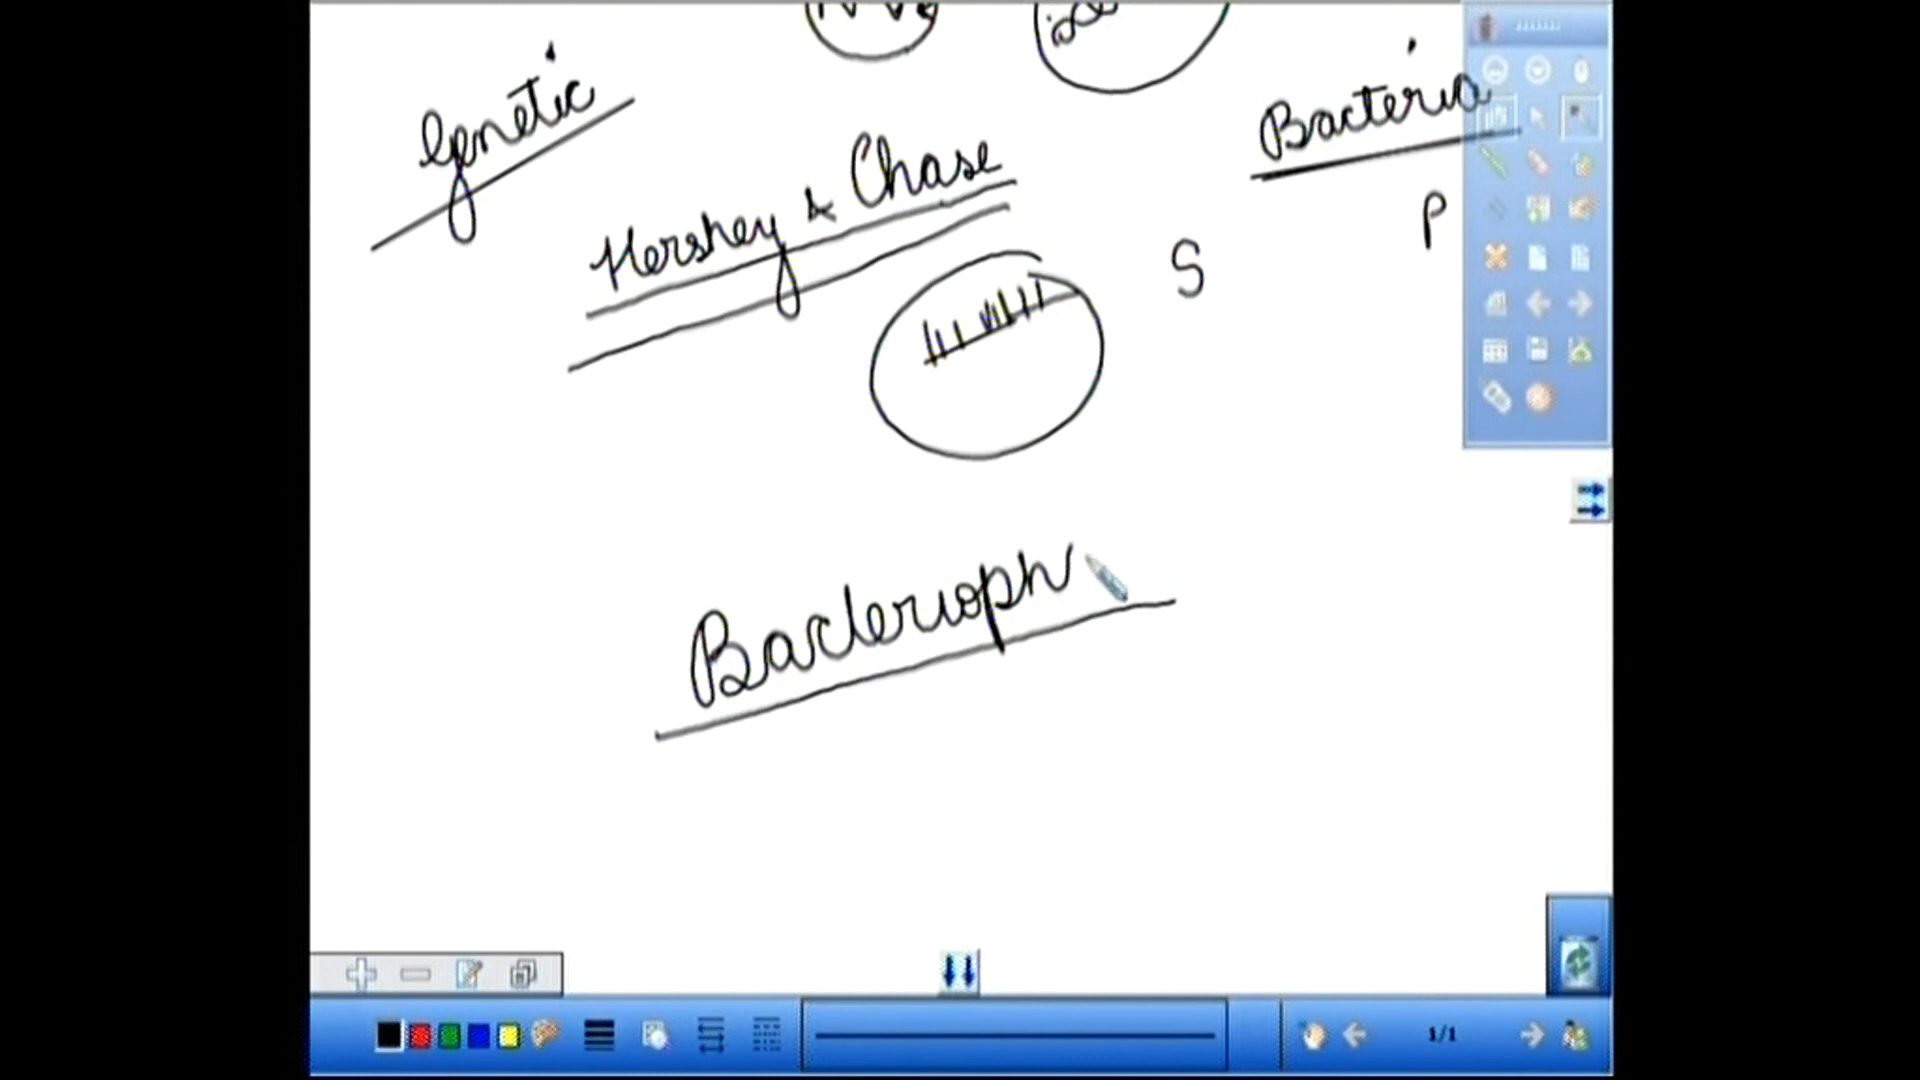 Genetic
Bacteria
Hershey & Chase
P
S
Bacterioph
1/1